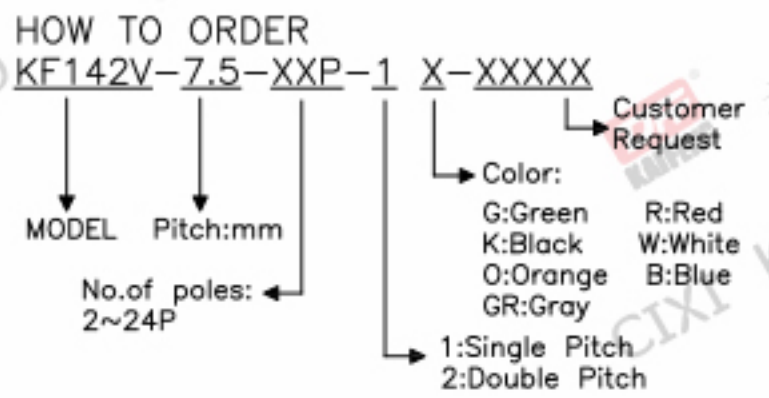 HOW TO ORDER
KF142V-7.5-XXP-1 X-XXXXX
Customer
Request
Color:
MODEL Pitch:mm
G:Green R:Red
K:Black W:White
O:Orange B:Blue
GR:Gray
No.of poles:
2~24P
1:Single Pitch
2:Double Pitch
CIXI